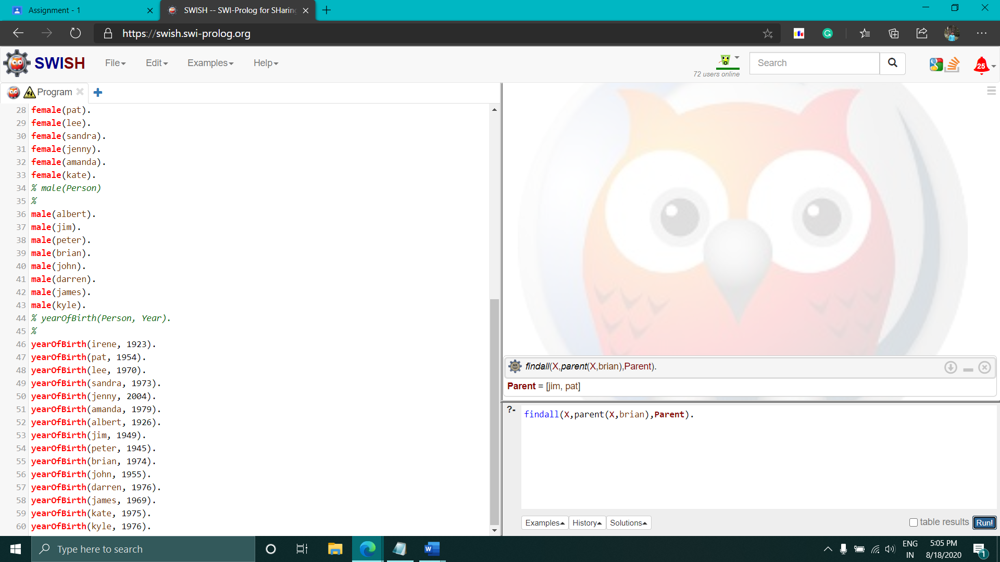 Assignment - 1
SWISH -- SWI-Prolog for SHaring
https://swish.swi-prolog.org
SWISH File Edit Examples Help
72 users online
Search
25
Program
28 female(pat).
29 female(lee).
30 female(sandra).
31 female(jenny).
32 female(amanda).
33 female(kate).
34 % male(Person)
35 %
36 male(albert).
37 male(jim).
38 male(peter).
39 male(brian).
40 male(john).
41 male(darren).
42 male(james).
43 male(kyle).
44 % yearOfBirth(Person, Year).
45 %
46 yearOfBirth(irene, 1923).
47 yearOfBirth(pat, 1954).
48 yearOfBirth(lee, 1970).
49 yearOfBirth(sandra, 1973).
50 yearOfBirth(jenny, 2004).
51 yearOfBirth(amanda, 1979).
52 yearOfBirth(albert, 1926).
53 yearOfBirth(jim, 1949).
54 yearOfBirth(peter, 1945).
55 yearOfBirth(brian, 1974).
56 yearOfBirth(john, 1955).
57 yearOfBirth(darren, 1976).
58 yearOfBirth(james, 1969).
59 yearOfBirth(kate, 1975).
60 yearOfBirth(kyle, 1976).
findall(X,parent(X,brian),Parent).
Parent = [jim, pat]
?- findall(X,parent(X,brian),Parent).
Examples History Solutions
table results Run!
Type here to search
ENG
IN
5:05 PM
8/18/2020
1